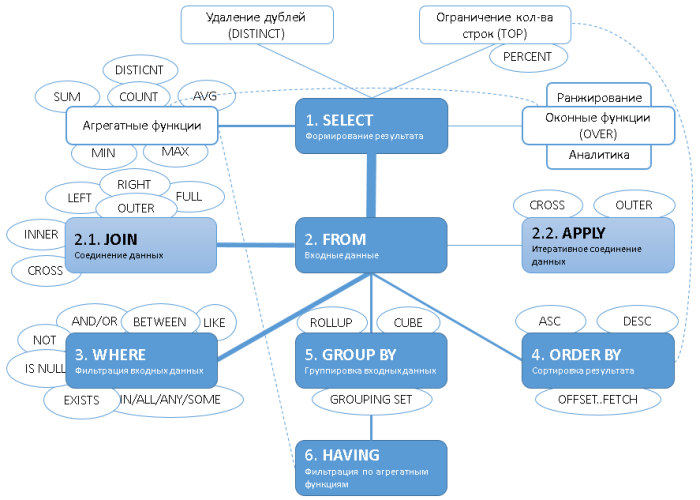 Удаление дублей
(DISTINCT)
Ограничение кол-ва
строк (TOP)
PERCENT
DISTICNT
SUM
COUNT
AVG
Агрегатные функции
MIN
MAX
1. SELECT
Формирование результата
Ранжирование
Оконные функции
(OVER)
Аналитика
RIGHT
LEFT
FULL
OUTER
INNER
2.1. JOIN
Соединение данных
CROSS
2. FROM
Входные данные
CROSS
OUTER
2.2. APPLY
Итеративное соединение
данных
AND/OR
BETWEEN
LIKE
NOT
3. WHERE
Фильтрация входных данных
IS NULL
EXISTS
IN/ALL/ANY/SOME
ROLLUP
CUBE
5. GROUP BY
Группировка входных данных
GROUPING SET
ASC
DESC
4. ORDER BY
Сортировка результата
OFFSET..FETCH
6. HAVING
Фильтрация по агрегатным
функциям